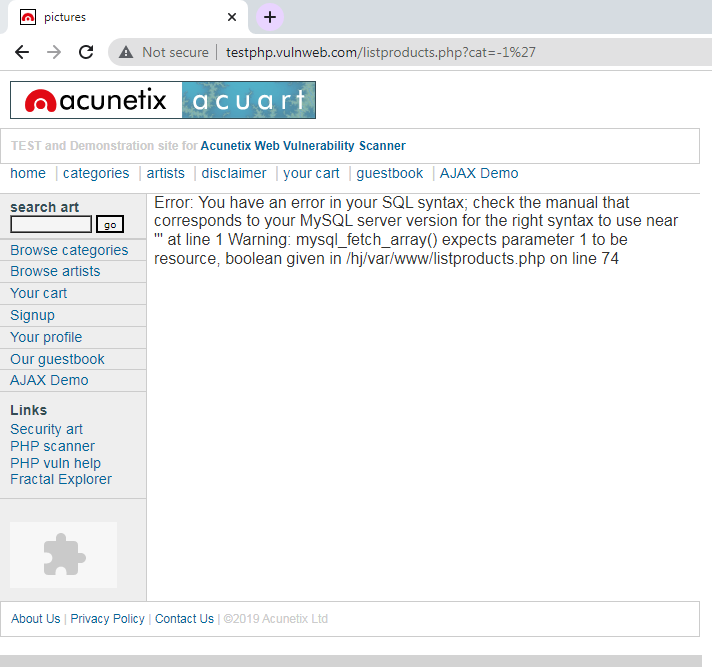 pictures
Not secure | testphp.vulnweb.com/listproducts.php?cat=-1%27
acunetix acuart
TEST and Demonstration site for Acunetix Web Vulnerability Scanner
home | categories | artists | disclaimer | your cart | guestbook | AJAX Demo
search art
go
Browse categories
Browse artists
Your cart
Signup
Your profile
Our guestbook
AJAX Demo
Links
Security art
PHP scanner
PHP vuln help
Fractal Explorer
Error: You have an error in your SQL syntax; check the manual that
corresponds to your MySQL server version for the right syntax to use near
''' at line 1 Warning: mysql_fetch_array() expects parameter 1 to be
resource, boolean given in /hj/var/www/listproducts.php on line 74
About Us | Privacy Policy | Contact Us | ©2019 Acunetix Ltd